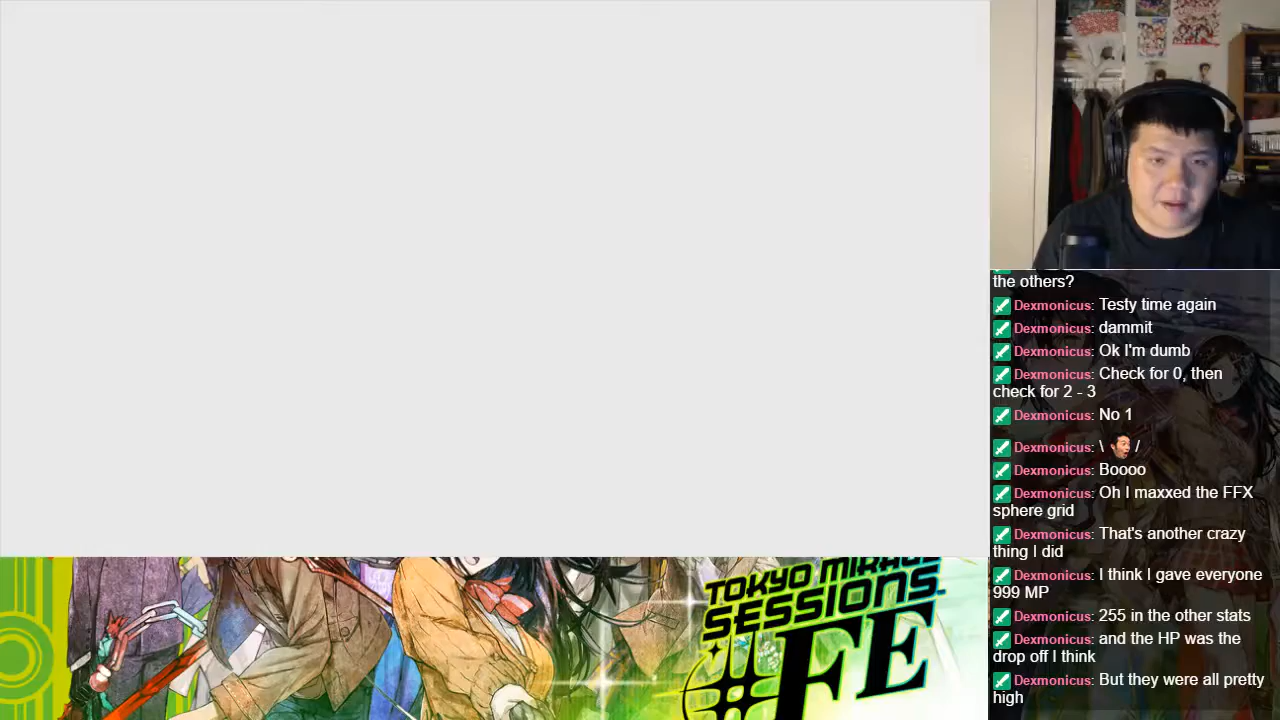 the others?
Dexmonicus: Testy time again
Dexmonicus: dammit
Dexmonicus: Ok I'm dumb
Dexmonicus: Check for 0, then
check for 2 - 3
Dexmonicus: No 1
Dexmonicus: \ /
Dexmonicus: Boooo
Dexmonicus: Oh I maxxed the FFX
sphere grid
Dexmonicus: That's another crazy
thing I did
Dexmonicus: I think I gave everyone
999 MP
Dexmonicus: 255 in the other stats
Dexmonicus: and the HP was the
drop off I think
Dexmonicus: But they were all pretty
high
TOKYO MIRAGE
SESSIONS
#FE